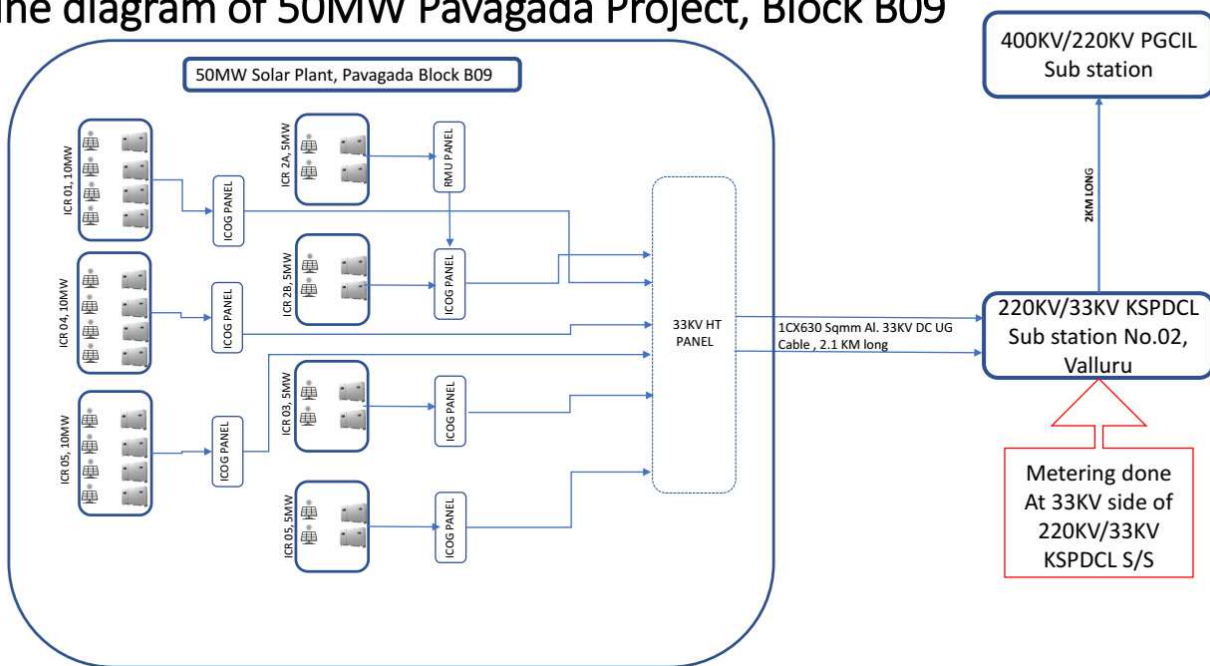 ine diagram of 50MW Pavagada Project, Block B09
50MW Solar Plant, Pavagada Block B09
ICR 01, 10MW
ICOG PANEL
ICR 2A, 5MW
RMU PANEL
ICR 2B, 5MW
ICOG PANEL
ICR 04, 10MW
ICOG PANEL
ICR 05, 10MW
ICOG PANEL
ICR 03, 5MW
ICOG PANEL
ICR 05, 5MW
ICOG PANEL
33KV HT
PANEL
1CX630 Sqmm Al. 33KV DC UG
Cable , 2.1 KM long
400KV/220KV PGCIL
Sub station
2KM LONG
220KV/33KV KSPDCL
Sub station No.02,
Valluru
Metering done
At 33KV side of
220KV/33KV
KSPDCL S/S